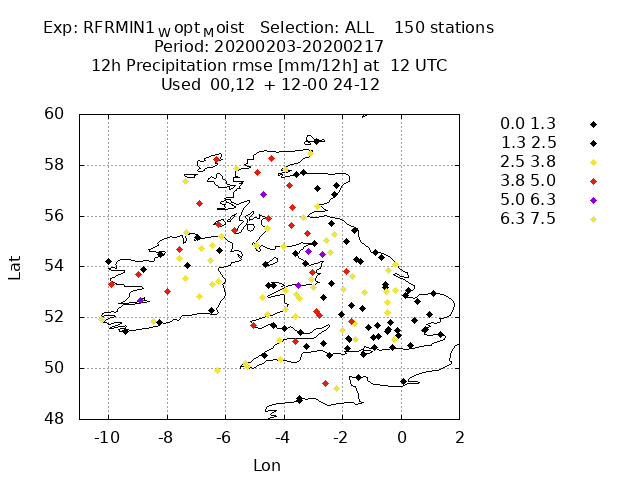 Exp: RFRMIN1WoptMoist Selection: ALL 150 stations
Period: 20200203-20200217
12h Precipitation rmse [mm/12h] at 12 UTC
Used 00,12 + 12-00 24-12
60
58
56
54
52
50
48
Lat
-10 -8 -6 -4 -2 0 2
Lon
0.0 1.3
1.3 2.5
2.5 3.8
3.8 5.0
5.0 6.3
6.3 7.5